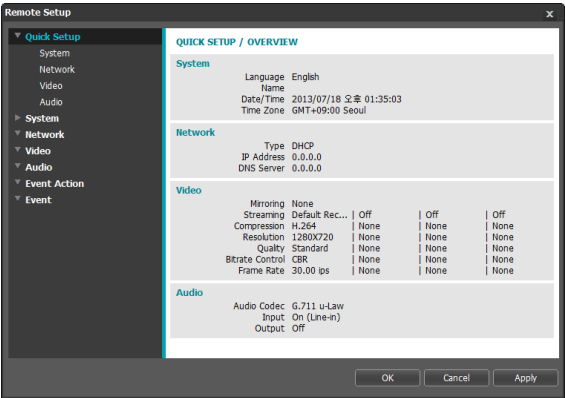 Remote Setup x
Quick Setup
System
Network
Video
Audio
System
Network
Video
Audio
Event Action
Event
QUICK SETUP / OVERVIEW
System
Language English
Name
Date/Time 2013/07/18 오후 01:35:03
Time Zone GMT+09:00 Seoul
Network
Type DHCP
IP Address 0.0.0.0
DNS Server 0.0.0.0
Video
Mirroring None
Streaming Default Rec... | Off | Off | Off
Compression H.264 | None | None | None
Resolution 1280X720 | None | None | None
Quality Standard | None | None | None
Bitrate Control CBR | None | None | None
Frame Rate 30.00 ips | None | None | None
Audio
Audio Codec G.711 u-Law
Input On (Line-in)
Output Off
OK Cancel Apply